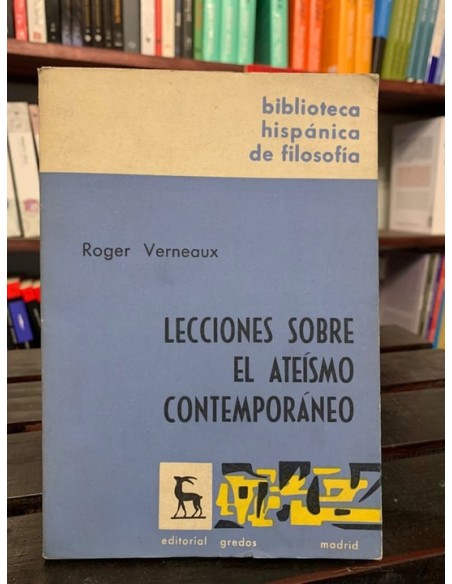 biblioteca
hispánica
de filosofía
Roger Verneaux
LECCIONES SOBRE
EL ATEÍSMO
CONTEMPORÁNEO
editorial gredos madrid